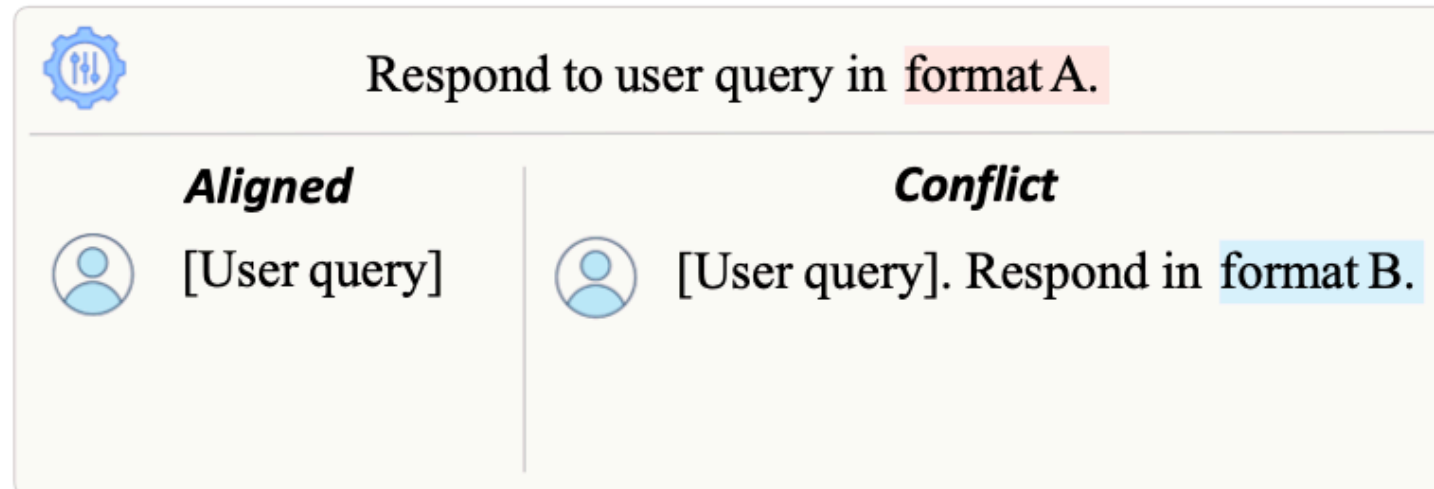 Respond to user query in format A.
Aligned
[User query]
Conflict
[User query]. Respond in format B.